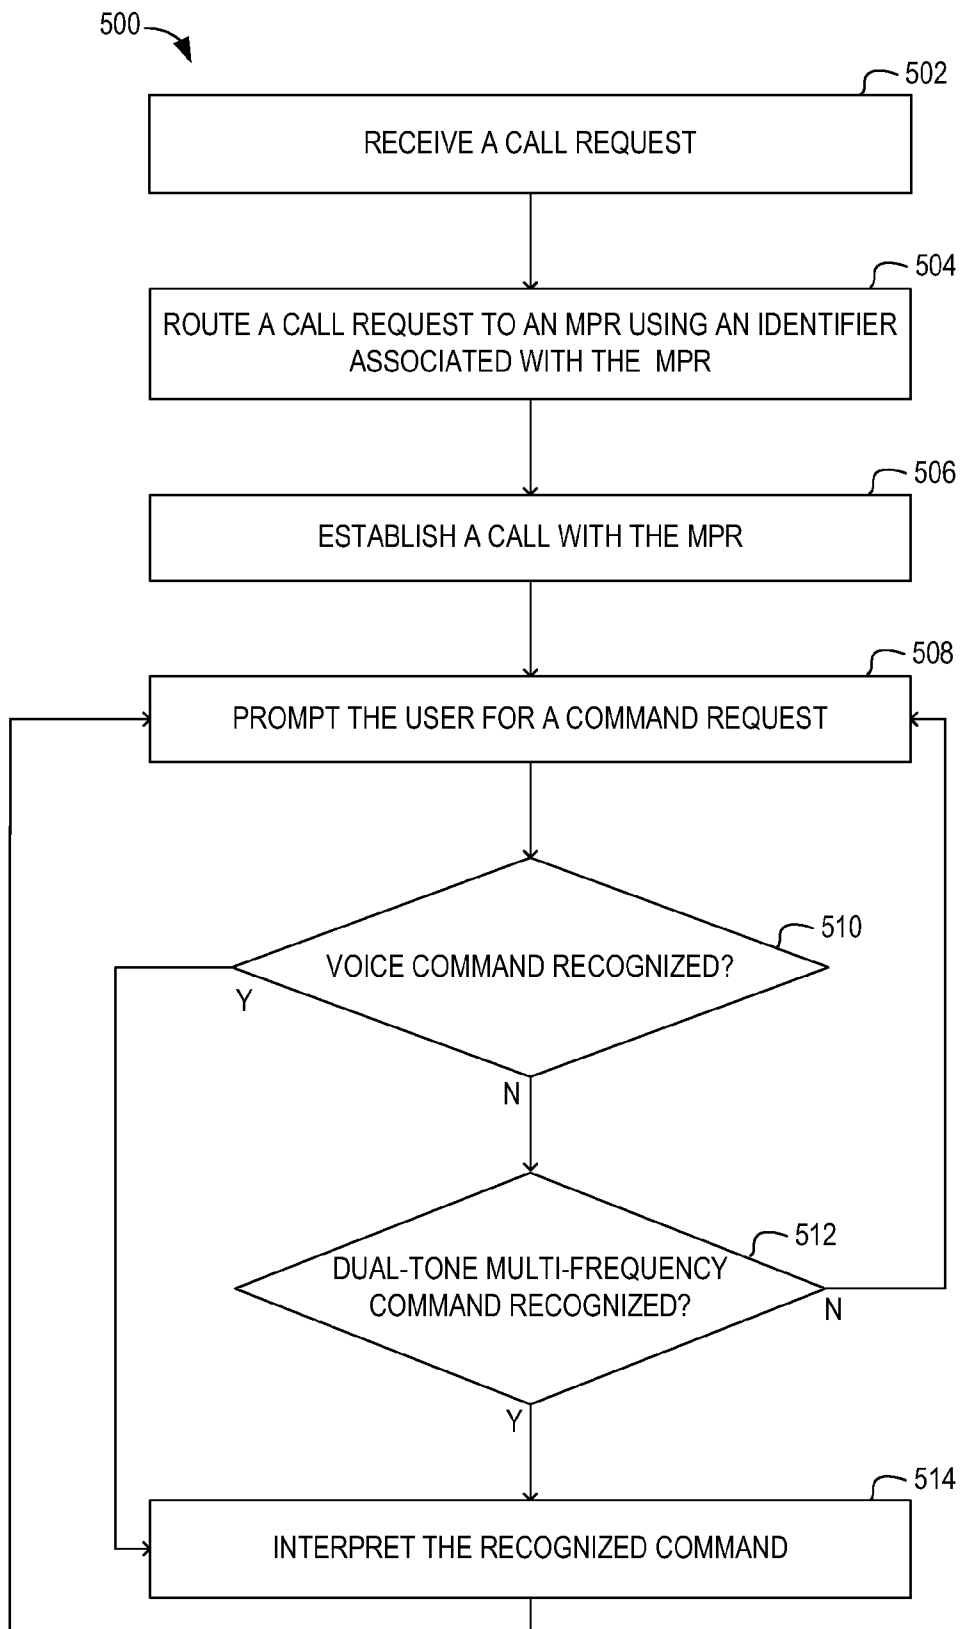 500
502
RECEIVE A CALL REQUEST
504
ROUTE A CALL REQUEST TO AN MPR USING AN IDENTIFIER
ASSOCIATED WITH THE MPR
506
ESTABLISH A CALL WITH THE MPR
508
PROMPT THE USER FOR A COMMAND REQUEST
510
VOICE COMMAND RECOGNIZED?
Y
N
512
DUAL-TONE MULTI-FREQUENCY
COMMAND RECOGNIZED?
N
Y
514
INTERPRET THE RECOGNIZED COMMAND